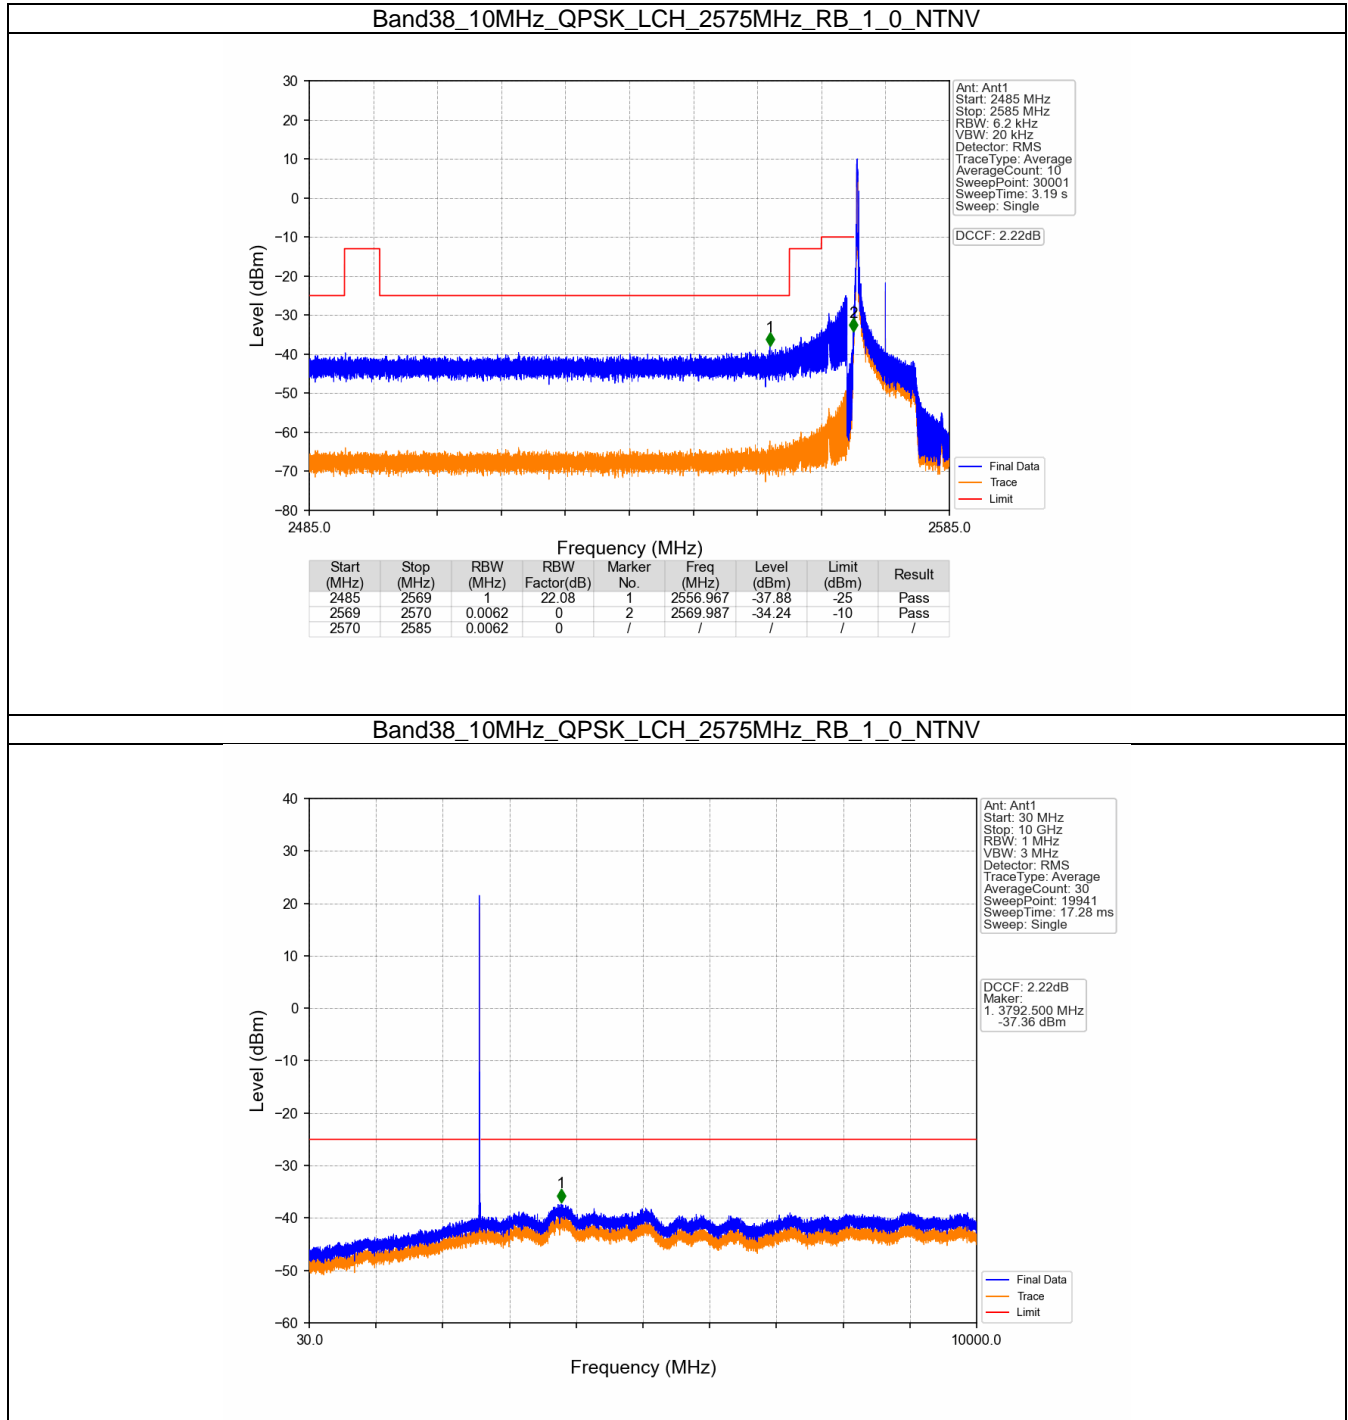 Band38_10MHz_QPSK_LCH_2575MHz_RB_1_0_NTNV
30
20
10
0
−10
−20
−30
−40
−50
−60
−70
−80
Level (dBm)
1
2
2485.0
2585.0
Frequency (MHz)
Ant: Ant1
Start: 2485 MHz
Stop: 2585 MHz
RBW: 6.2 kHz
VBW: 20 kHz
Detector: RMS
TraceType: Average
AverageCount: 10
SweepPoint: 30001
SweepTime: 3.19 s
Sweep: Single
DCCF: 2.22dB
Final Data
Trace
Limit
Start (MHz) Stop (MHz) RBW (MHz) RBW Factor(dB) Marker No. Freq (MHz) Level (dBm) Limit (dBm) Result
2485 2569 1 22.08 1 2556.967 -37.88 -25 Pass
2569 2570 0.0062 0 2 2569.987 -34.24 -10 Pass
2570 2585 0.0062 0 / / / / /
Band38_10MHz_QPSK_LCH_2575MHz_RB_1_0_NTNV
40
30
20
10
0
−10
−20
−30
−40
−50
−60
Level (dBm)
1
30.0
10000.0
Frequency (MHz)
Ant: Ant1
Start: 30 MHz
Stop: 10 GHz
RBW: 1 MHz
VBW: 3 MHz
Detector: RMS
TraceType: Average
AverageCount: 30
SweepPoint: 19941
SweepTime: 17.28 ms
Sweep: Single
DCCF: 2.22dB
Maker:
1. 3792.500 MHz
-37.36 dBm
Final Data
Trace
Limit